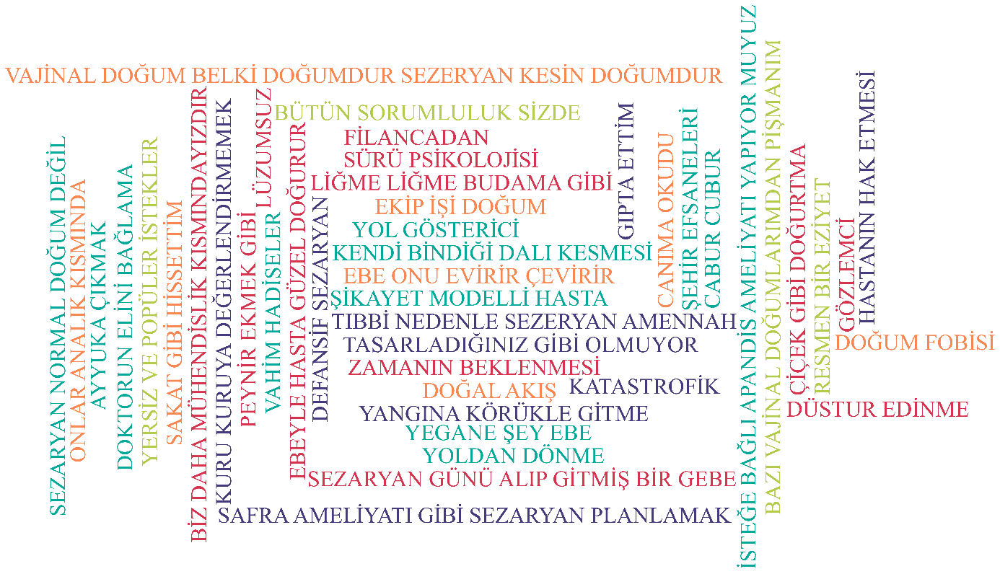 VAJİNAL DOĞUM BELKİ DOĞUMDUR SEZERYAN KESİN DOĞUMDUR
SEZARYAN NORMAL DOĞUM DEĞİL
ONLAR ANALIK KISMINDA
AYYUKA ÇIKMAK
DOKTORUN ELİNİ BAĞLAMA
YERSİZ VE POPÜLER İSTEKLER
SAKAT GİBİ HİSSETTİM
BİZ DAHA MÜHENDİSLİK KISMINDAYIZDIR
KURU KURUYA DEĞERLENDİRMEMEK
PEYNİR EKMEK GİBİ
LÜZUMSUZ
VAHİM HADİSELER
EBEYLE HASTA GÜZEL DOĞURUR
DEFANSİF SEZARYAN
BÜTÜN SORUMLULUK SİZDE
FİLANCADAN
SÜRÜ PSİKOLOJİSİ
LİĞME LİĞME BUDAMA GİBİ
EKİP İŞİ DOĞUM
YOL GÖSTERİCİ
KENDİ BİNDİĞİ DALI KESMESİ
EBE ONU EVİRİR ÇEVİRİR
ŞİKAYET MODELLİ HASTA
TIBBİ NEDENLE SEZERYAN AMENNAH
TASARLADIĞINIZ GİBİ OLMUYOR
ZAMANIN BEKLENMESİ
DOĞAL AKIŞ
KATASTROFİK
YANGINA KÖRÜKLE GİTME
YEGANE ŞEY EBE
YOLDAN DÖNME
SEZARYAN GÜNÜ ALIP GİTMİŞ BİR GEBE
SAFRA AMELİYATI GİBİ SEZARYAN PLANLAMAK
GIPTA ETTİM
CANIMA OKUDU
ŞEHİR EFSANELERİ
CABUR CUBUR
İSTEĞE BAĞLI APANDİS AMELİYATI YAPIYOR MUYUZ
BAZI VAJİNAL DOĞUMLARIMDAN PİŞMANIM
ÇİÇEK GİBİ DOĞURTMA
RESMEN BİR EZİYET
GÖZLEMCİ
HASTANIN HAK ETMESİ
DOĞUM FOBİSİ
DÜSTUR EDİNME